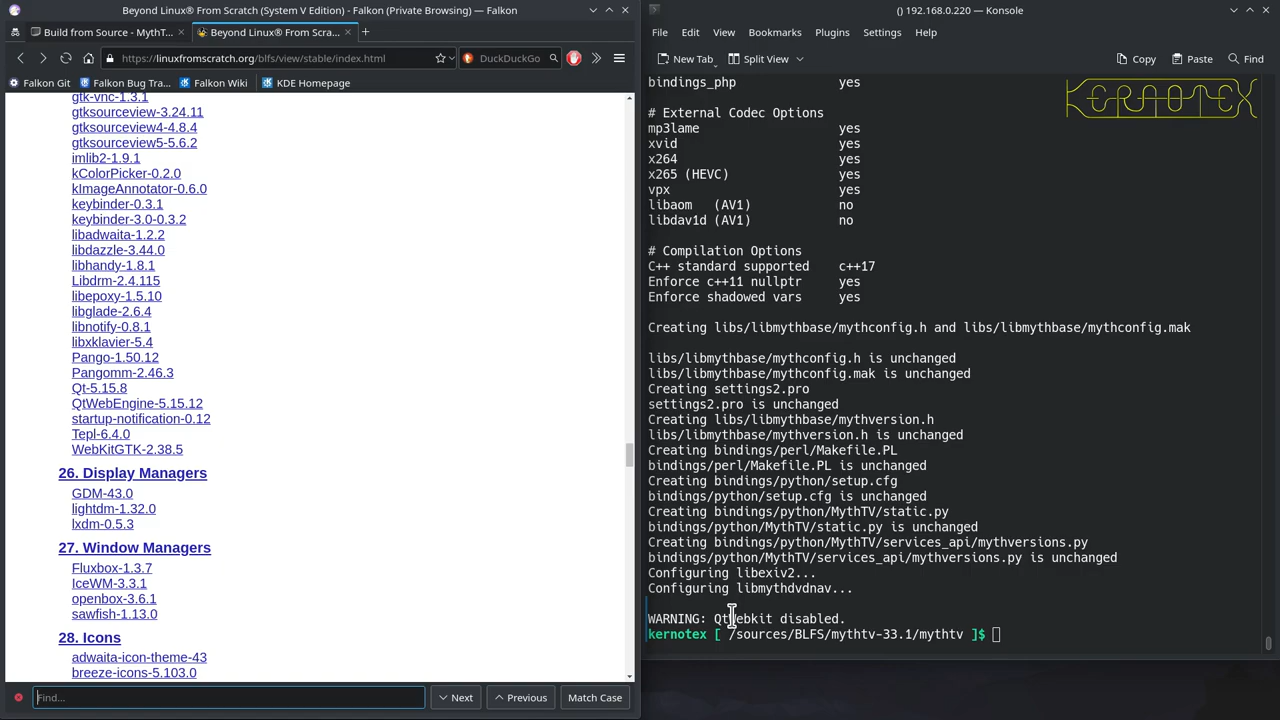 Beyond Linux® From Scratch (System V Edition) - Falkon (Private Browsing) — Falkon
Build from Source - MythT...
Beyond Linux® From Scra...
https://linuxfromscratch.org/blfs/view/stable/index.html
DuckDuckGo
Falkon Git
Falkon Bug Tra...
Falkon Wiki
KDE Homepage
gtk-vnc-1.3.1
gtksourceview-3.24.11
gtksourceview4-4.8.4
gtksourceview5-5.6.2
imlib2-1.9.1
kColorPicker-0.2.0
kImageAnnotator-0.6.0
keybinder-0.3.1
keybinder-3.0-0.3.2
libadwaita-1.2.2
libdazzle-3.44.0
libhandy-1.8.1
Libdrm-2.4.115
libepoxy-1.5.10
libglade-2.6.4
libnotify-0.8.1
libxklavier-5.4
Pango-1.50.12
Pangomm-2.46.3
Qt-5.15.8
QtWebEngine-5.15.12
startup-notification-0.12
Tepl-6.4.0
WebKitGTK-2.38.5
26. Display Managers
GDM-43.0
lightdm-1.32.0
lxdm-0.5.3
27. Window Managers
Fluxbox-1.3.7
IceWM-3.3.1
openbox-3.6.1
sawfish-1.13.0
28. Icons
adwaita-icon-theme-43
breeze-icons-5.103.0
Find...
Next
Previous
Match Case
() 192.168.0.220 — Konsole
File Edit View Bookmarks Plugins Settings Help
New Tab
Split View
Copy
Paste
Find
KERNOTEX
bindings_php yes
# External Codec Options
mp3lame yes
xvid yes
x264 yes
x265 (HEVC) yes
vpx yes
libaom (AV1) no
libdav1d (AV1) no
# Compilation Options
C++ standard supported c++17
Enforce c++11 nullptr yes
Enforce shadowed vars yes
Creating libs/libmythbase/mythconfig.h and libs/libmythbase/mythconfig.mak
libs/libmythbase/mythconfig.h is unchanged
libs/libmythbase/mythconfig.mak is unchanged
Creating settings2.pro
settings2.pro is unchanged
Creating libs/libmythbase/mythversion.h
libs/libmythbase/mythversion.h is unchanged
Creating bindings/perl/Makefile.PL
bindings/perl/Makefile.PL is unchanged
Creating bindings/python/setup.cfg
bindings/python/setup.cfg is unchanged
Creating bindings/python/MythTV/static.py
bindings/python/MythTV/static.py is unchanged
Creating bindings/python/MythTV/services_api/mythversions.py
bindings/python/MythTV/services_api/mythversions.py is unchanged
Configuring libexiv2...
Configuring libmythdvdnav...
WARNING: QtWebkit disabled.
kernotex [ /sources/BLFS/mythtv-33.1/mythtv ]$